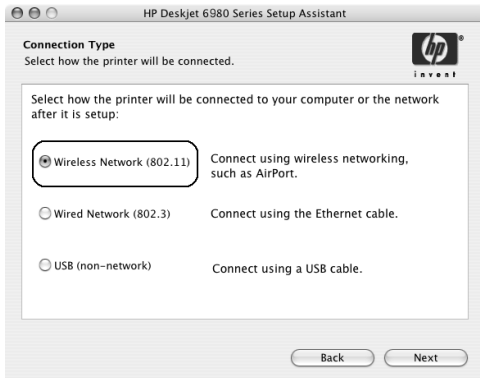 HP Deskjet 6980 Series Setup Assistant
Connection Type
Select how the printer will be connected.
hp
invent
Select how the printer will be connected to your computer or the network
after it is setup:
Wireless Network (802.11)
Connect using wireless networking,
such as AirPort.
Wired Network (802.3)
Connect using the Ethernet cable.
USB (non-network)
Connect using a USB cable.
Back
Next